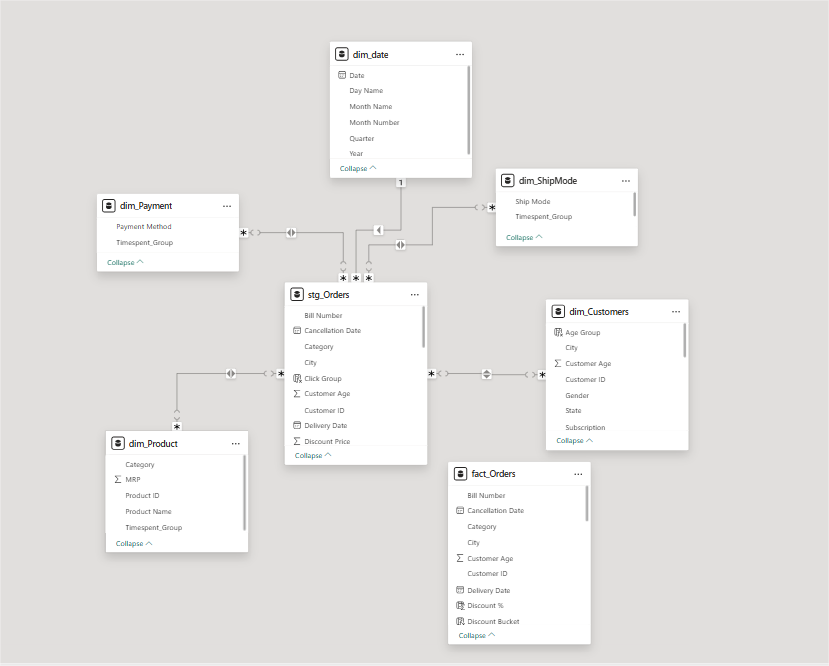 dim_date
Date
Day Name
Month Name
Month Number
Quarter
Year
Collapse
1
dim_ShipMode
Ship Mode
Timespent_Group
Collapse
dim_Payment
Payment Method
Timespent_Group
Collapse
*
*
* * *
stg_Orders
Bill Number
Cancellation Date
Category
City
Click Group
Customer Age
Customer ID
Delivery Date
Discount Price
Collapse
dim_Customers
Age Group
City
Customer Age
Customer ID
Gender
State
Subscription
Collapse
*
*
*
*
dim_Product
Category
MRP
Product ID
Product Name
Timespent_Group
Collapse
fact_Orders
Bill Number
Cancellation Date
Category
City
Customer Age
Customer ID
Delivery Date
Discount %
Discount Bucket
Collapse